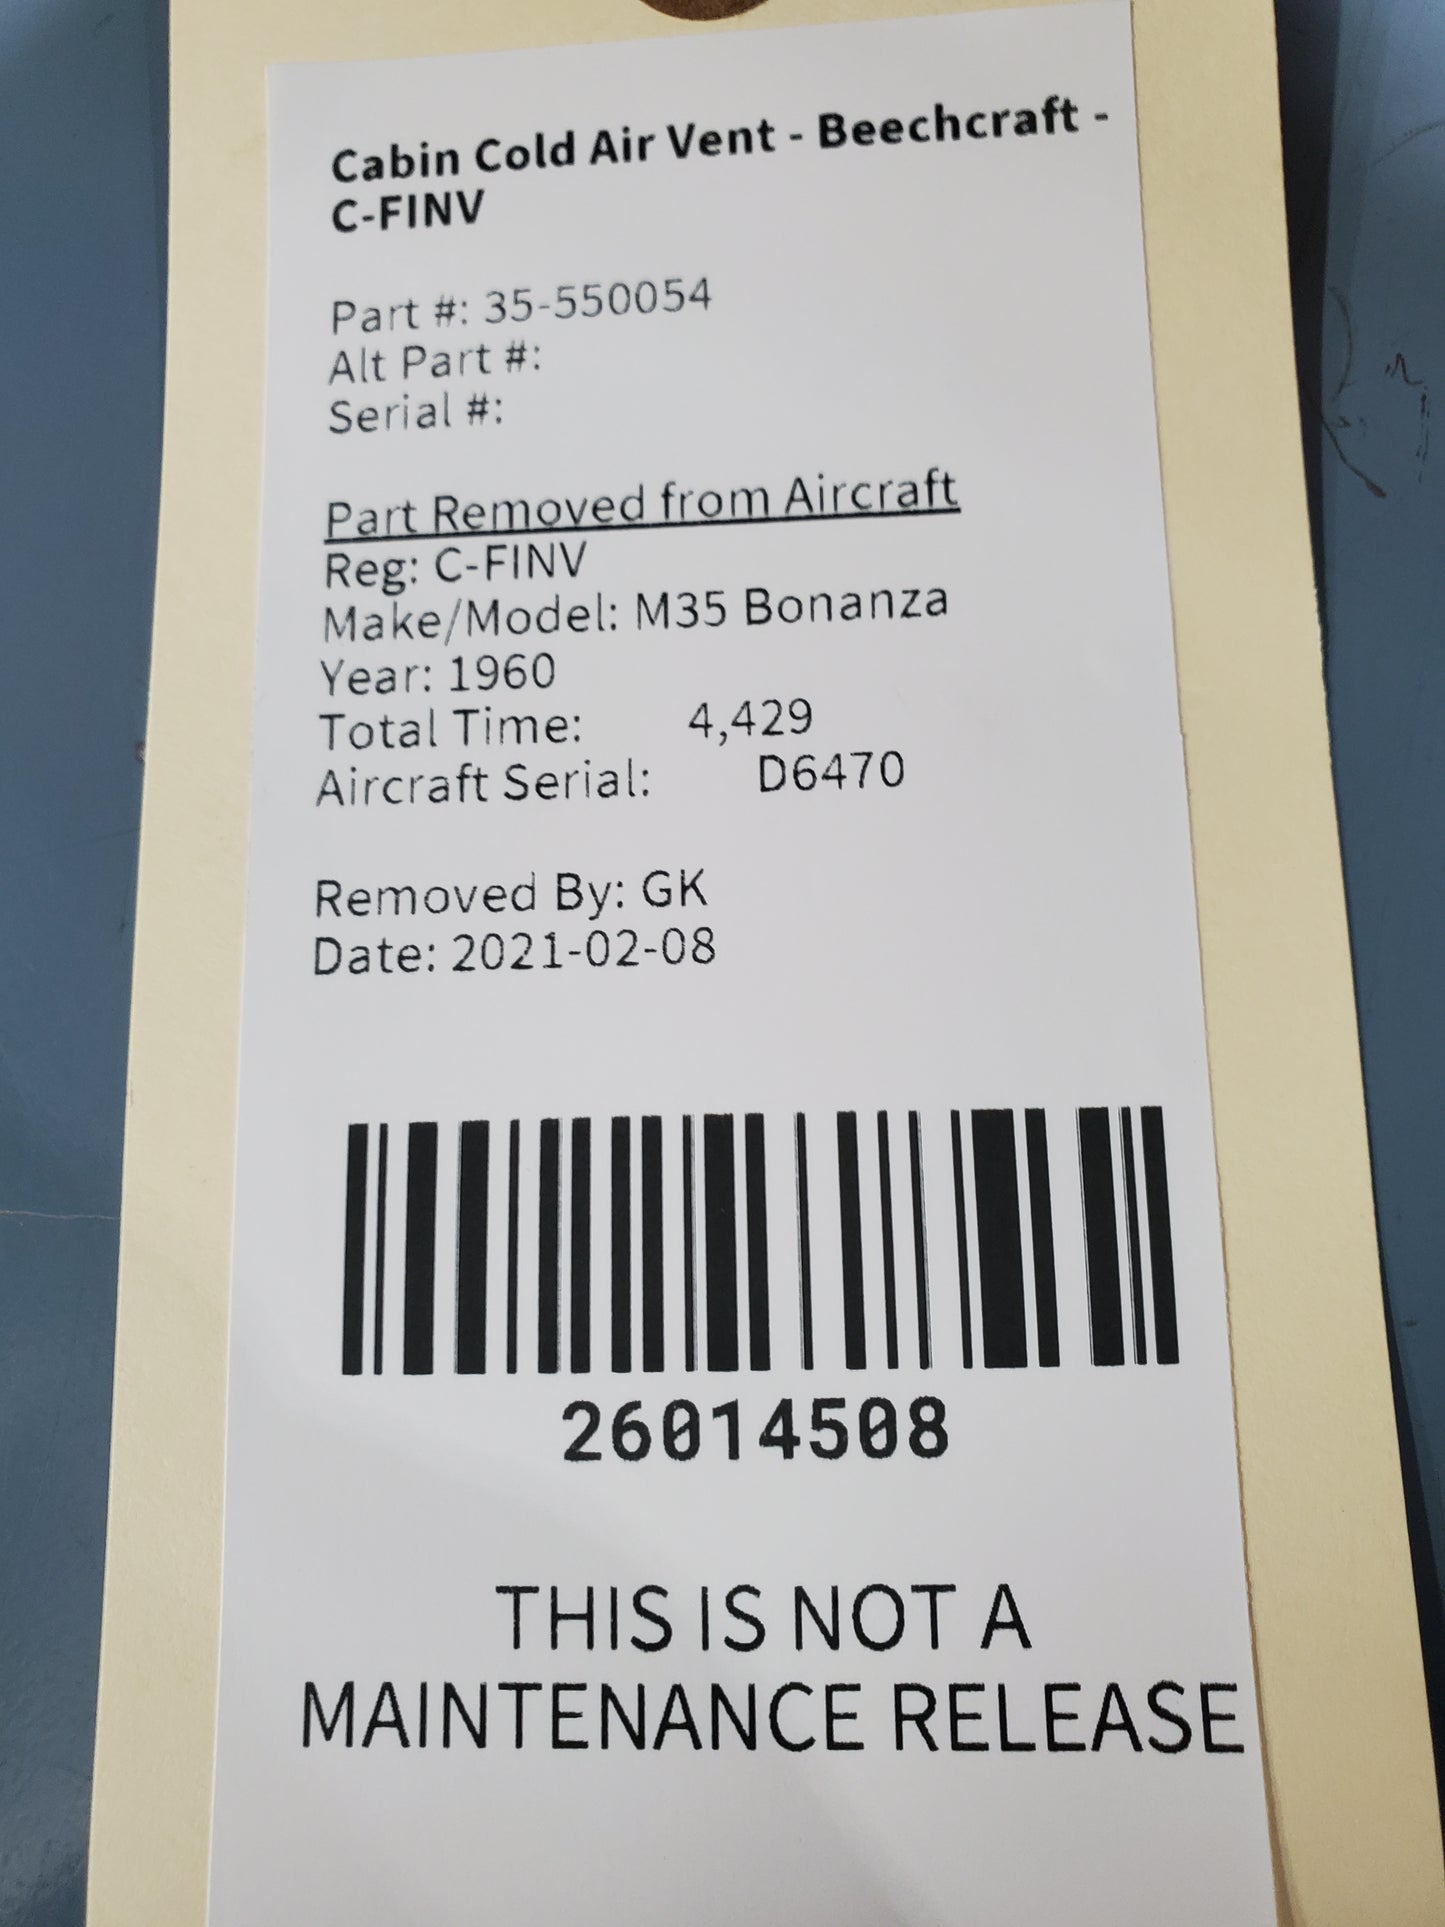 Cabin Cold Air Vent - Beechcraft -
C-FINV
Part #: 35-550054
Alt Part #:
Serial #:
Part Removed from Aircraft
Reg: C-FINV
Make/Model: M35 Bonanza
Year: 1960
Total Time: 4,429
Aircraft Serial: D6470
Removed By: GK
Date: 2021-02-08
26014508
THIS IS NOT A
MAINTENANCE RELEASE